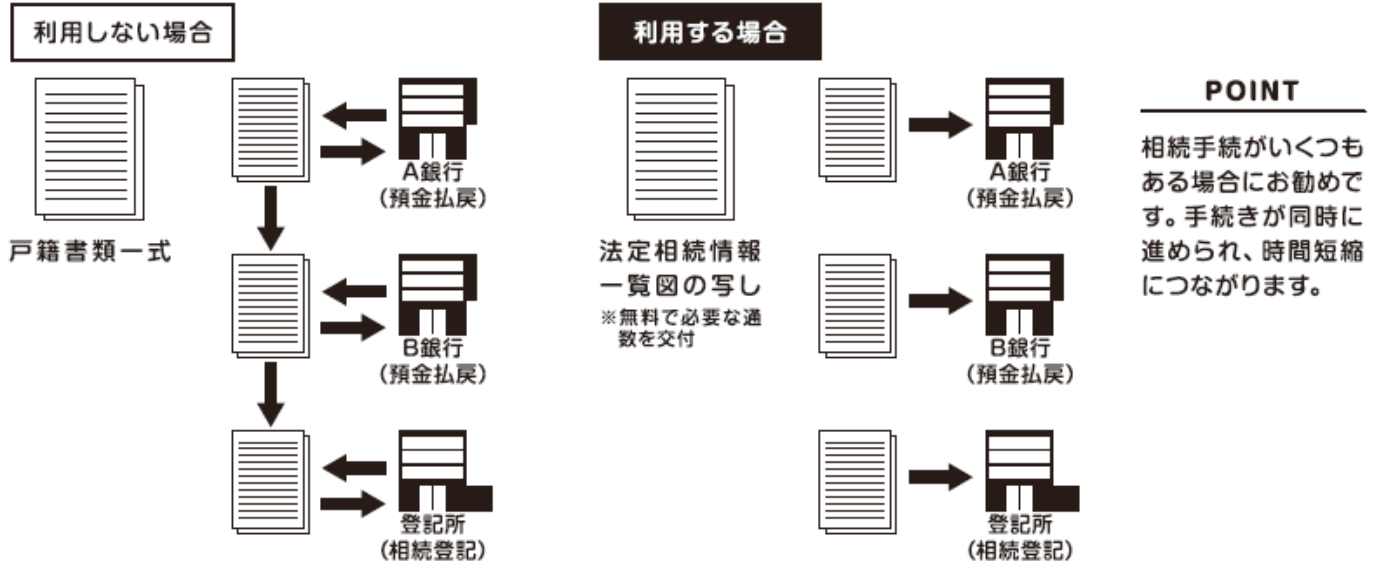 利用しない場合
戸籍書類一式
A銀行
(預金払戻)
B銀行
(預金払戻)
登記所
(相続登記)
利用する場合
法定相続情報
一覧図の写し
※無料で必要な通
数を交付
A銀行
(預金払戻)
B銀行
(預金払戻)
登記所
(相続登記)
POINT
相続手続がいくつも
ある場合にお勧めで
す。手続きが同時に
進められ、時間短縮
につながります。